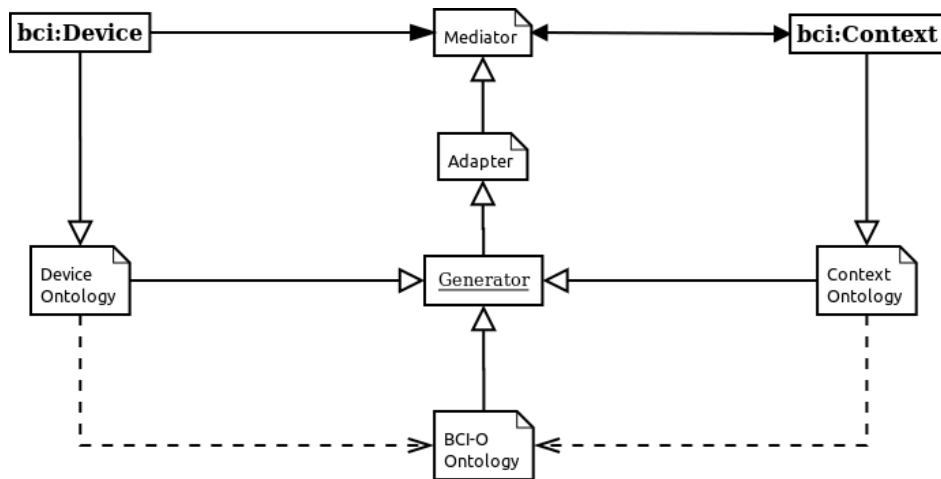 bci:Device
Mediator
bci:Context
Adapter
Device
Ontology
Generator
Context
Ontology
BCI-O
Ontology